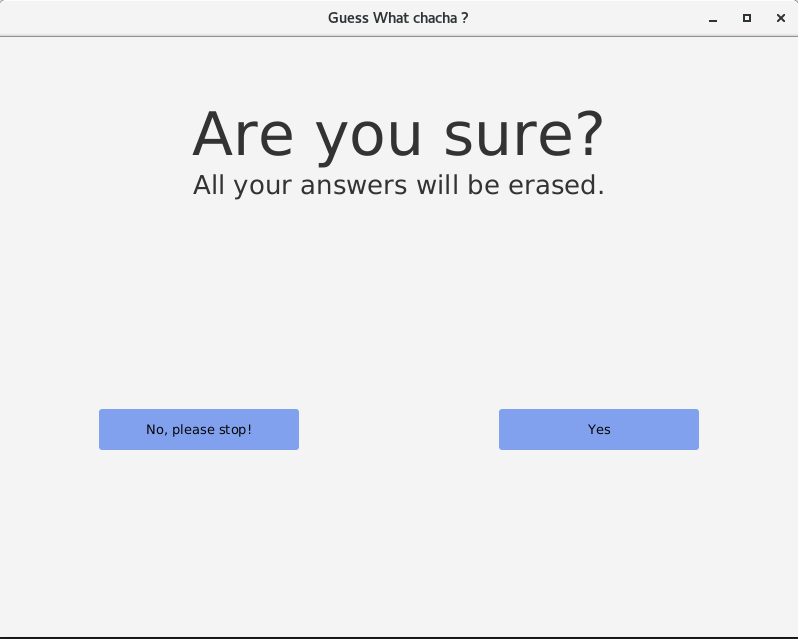 Guess What chacha ?
Are you sure?
All your answers will be erased.
No, please stop!
Yes